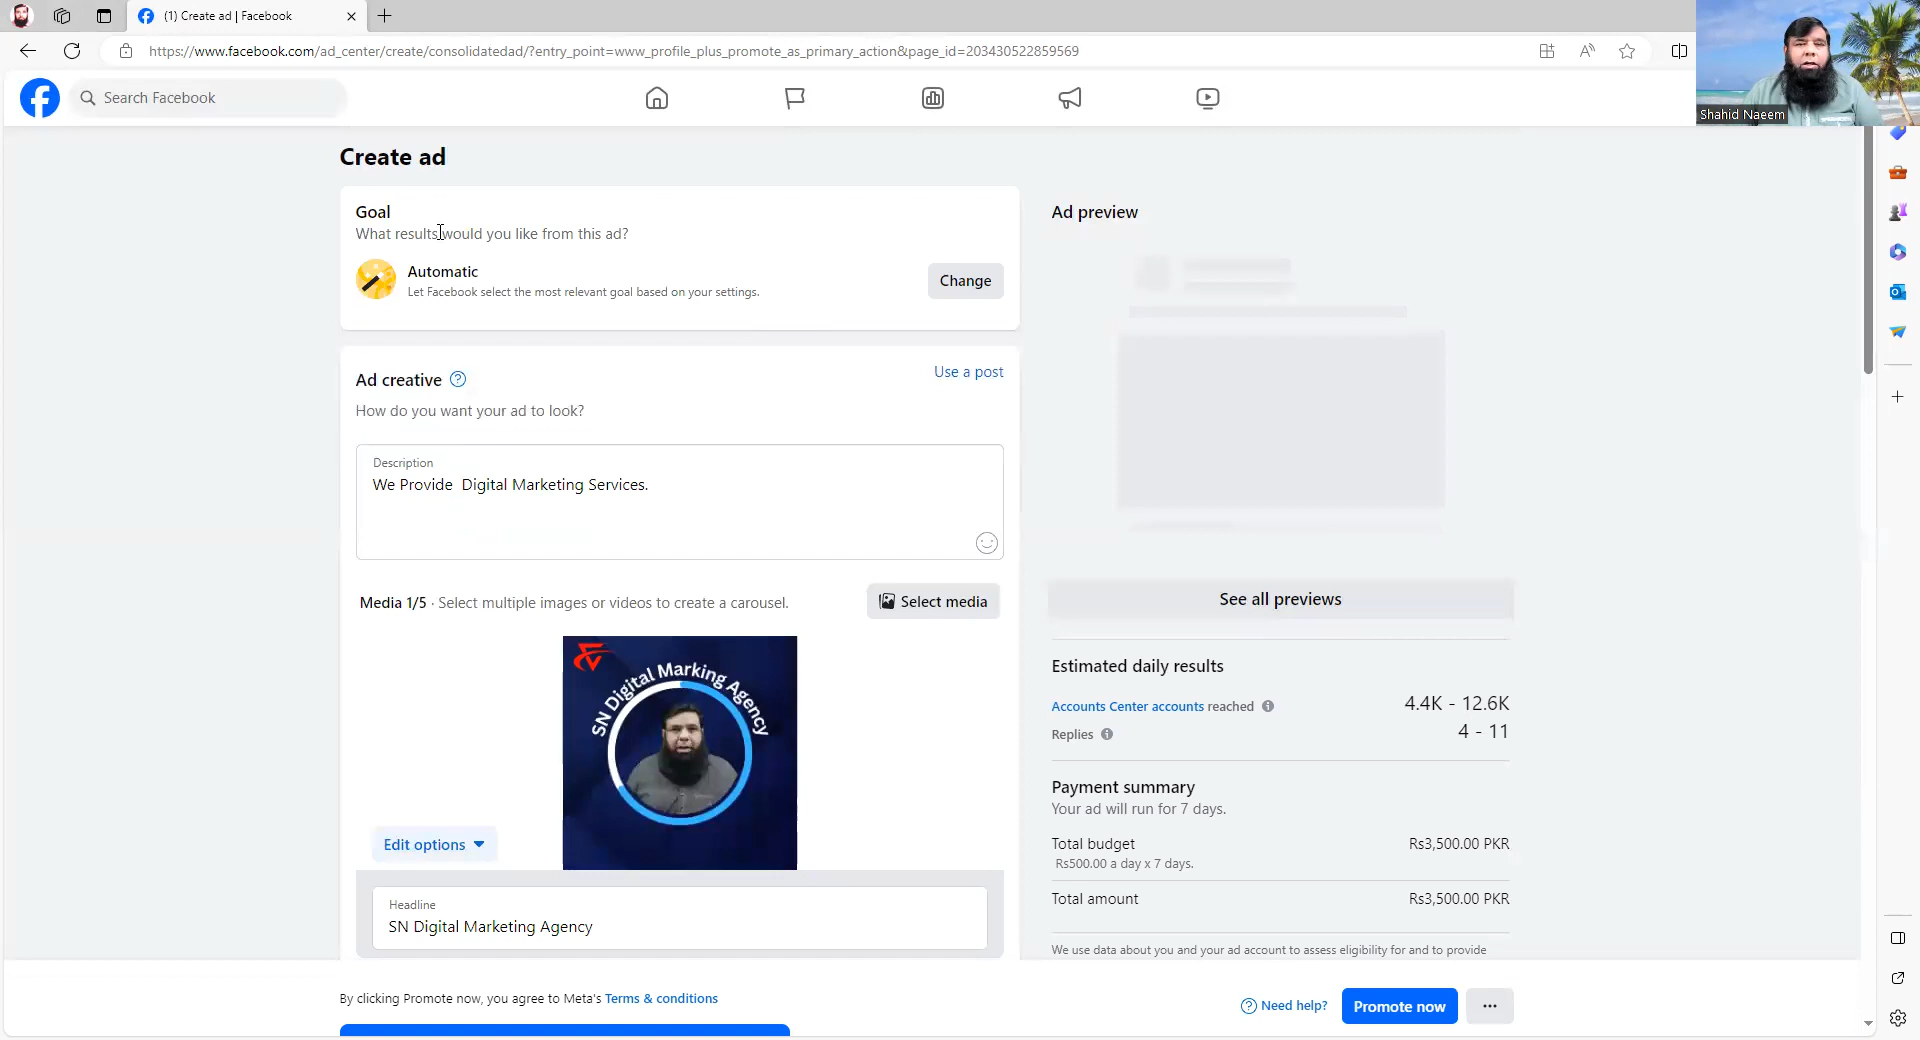 (1) Create ad | Facebook
https://www.facebook.com/ad_center/create/consolidatedad/?entry_point=www_profile_plus_promote_as_primary_action&page_id=203430522859569
Shahid Naeem
Search Facebook
Create ad
Goal
What results would you like from this ad?
Automatic
Let Facebook select the most relevant goal based on your settings.
Change
Ad creative
Use a post
How do you want your ad to look?
Description
We Provide  Digital Marketing Services.
Media 1/5 · Select multiple images or videos to create a carousel.
Select media
SN Digital Marking Agency
Edit options
Headline
SN Digital Marketing Agency
Ad preview
See all previews
Estimated daily results
Accounts Center accounts reached
4.4K - 12.6K
Replies
4 - 11
Payment summary
Your ad will run for 7 days.
Total budget
Rs3,500.00 PKR
Rs500.00 a day x 7 days.
Total amount
Rs3,500.00 PKR
We use data about you and your ad account to assess eligibility for and to provide
By clicking Promote now, you agree to Meta's Terms & conditions
Need help?
Promote now